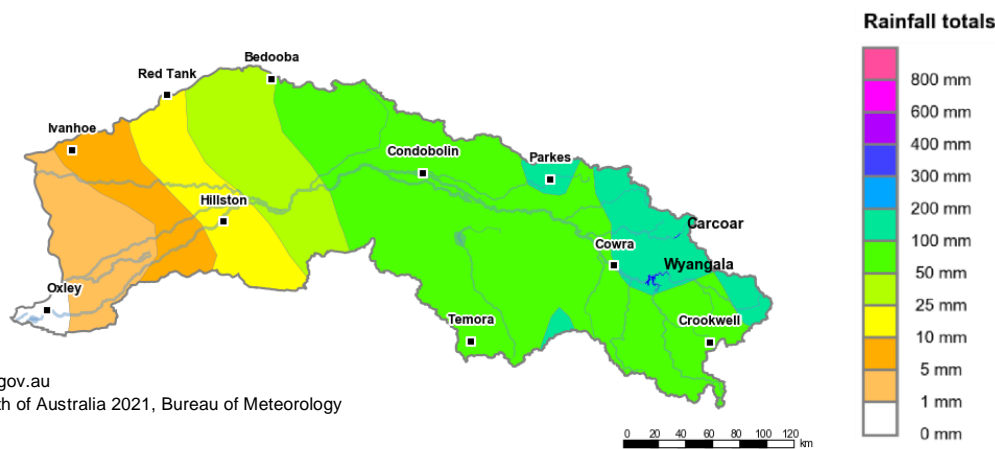 Rainfall totals
Bedooba
Red Tank
Ivanhoe
Condobolin
Parkes
Hillston
Carcoar
Cowra
Wyangala
Oxley
Temora
Crookwell
800 mm
600 mm
400 mm
300 mm
200 mm
100 mm
50 mm
25 mm
10 mm
5 mm
1 mm
0 mm
gov.au
th of Australia 2021, Bureau of Meteorology
0 20 40 60 80 100 120 km